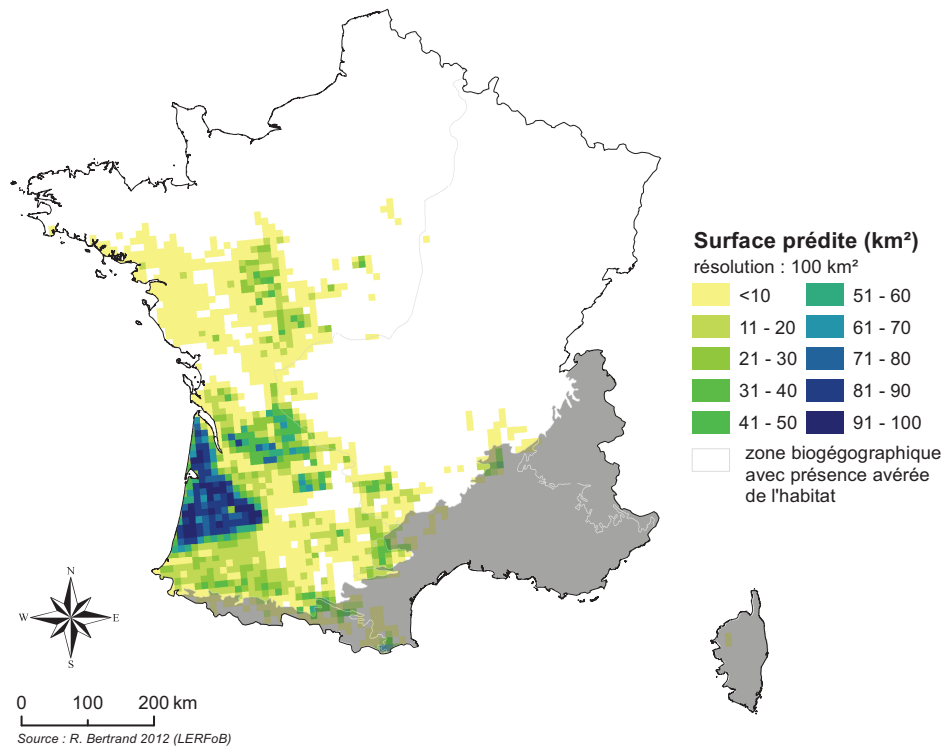 Surface prédite (km²)
résolution : 100 km²
<10
11 - 20
21 - 30
31 - 40
41 - 50
51 - 60
61 - 70
71 - 80
81 - 90
91 - 100
zone biogégographique
avec présence avérée
de l'habitat
N
W E
S
0 100 200 km
Source : R. Bertrand 2012 (LERFoB)